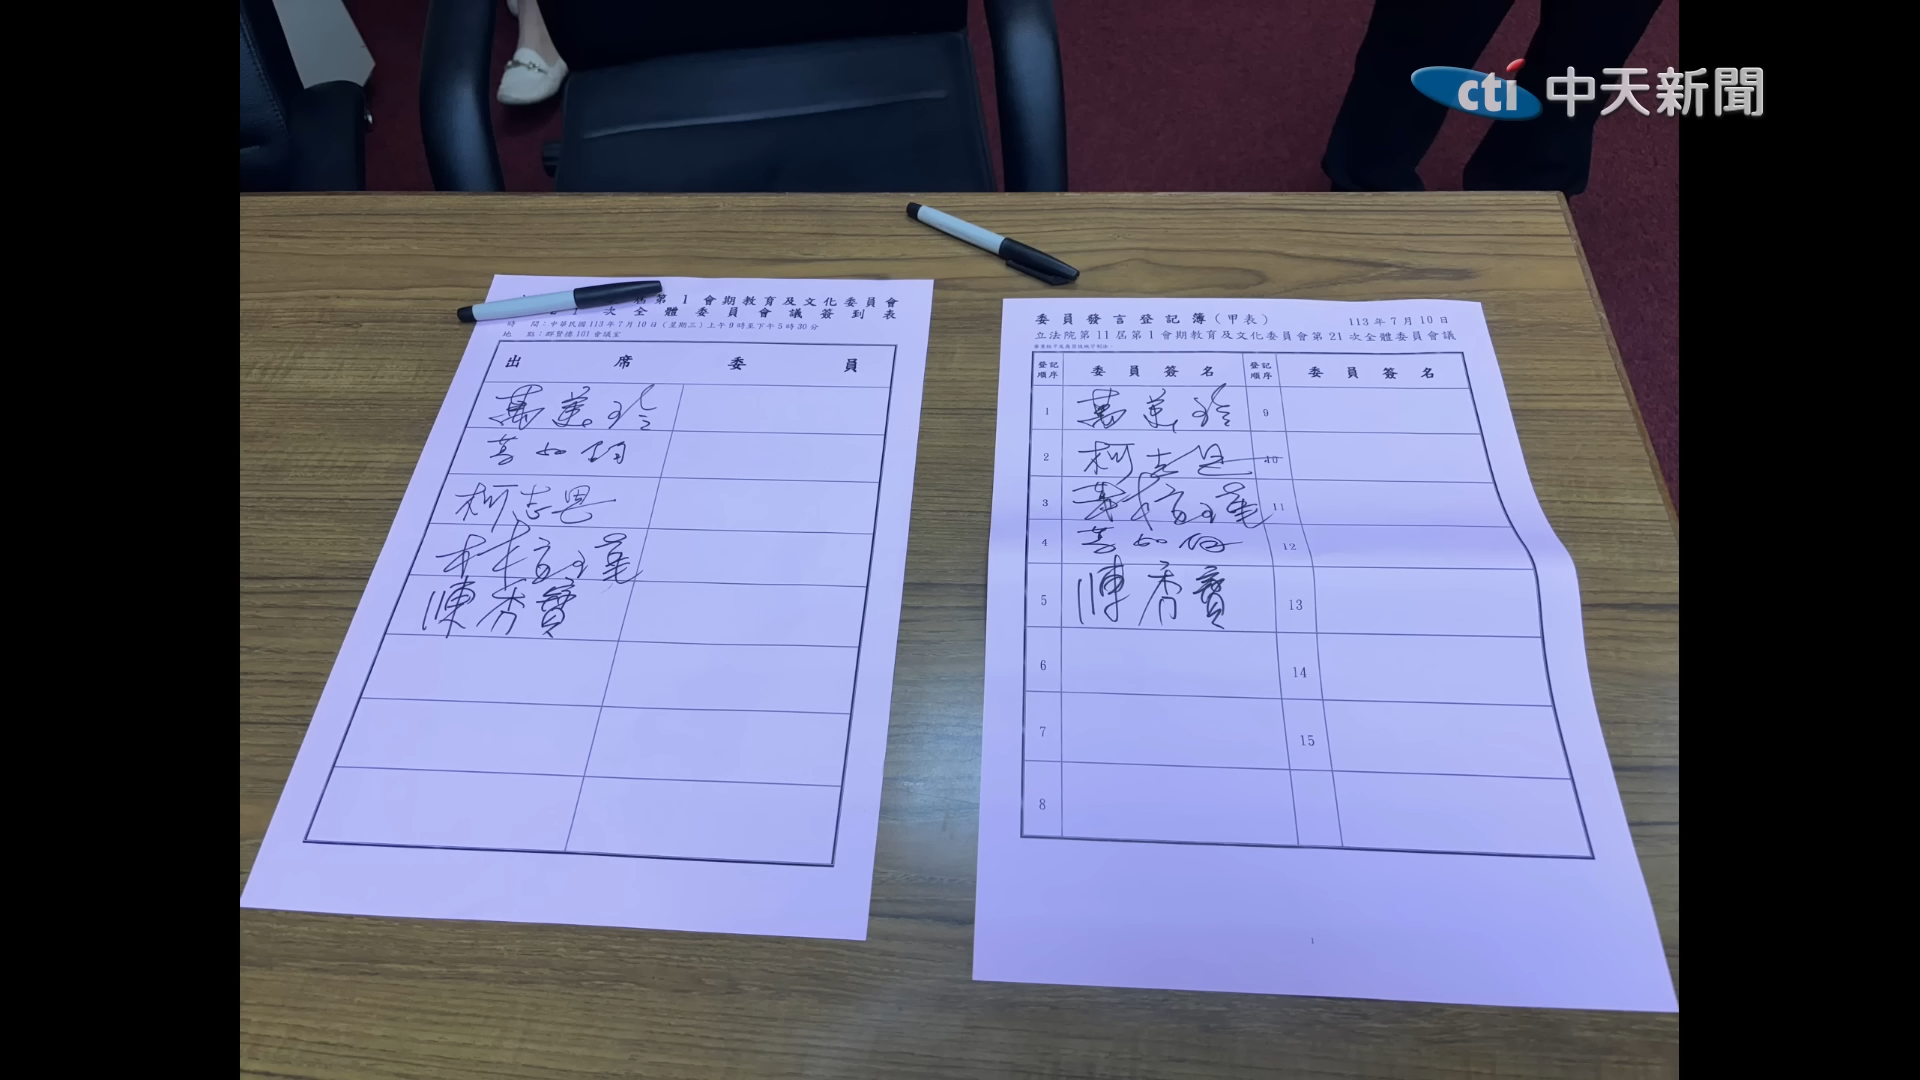 cti 中天新聞
屆第1會期教育及文化委員會
次全體委員會議簽到表
時間：中華民國113年7月10日（星期三）上午9時至下午5時30分
地點：群賢樓101會議室
出席委員
萬美玲
柯志恩
林宜瑾
陳秀寳
委員發言登記簿（甲表）
113年7月10日
立法院第11屆第1會期教育及文化委員會第21次全體委員會議
登記順序 委員簽名 登記順序 委員簽名
1 萬美玲 9
2 柯志恩 10
3 林宜瑾 11
4 12
5 陳秀寳 13
6 14
7 15
8
1